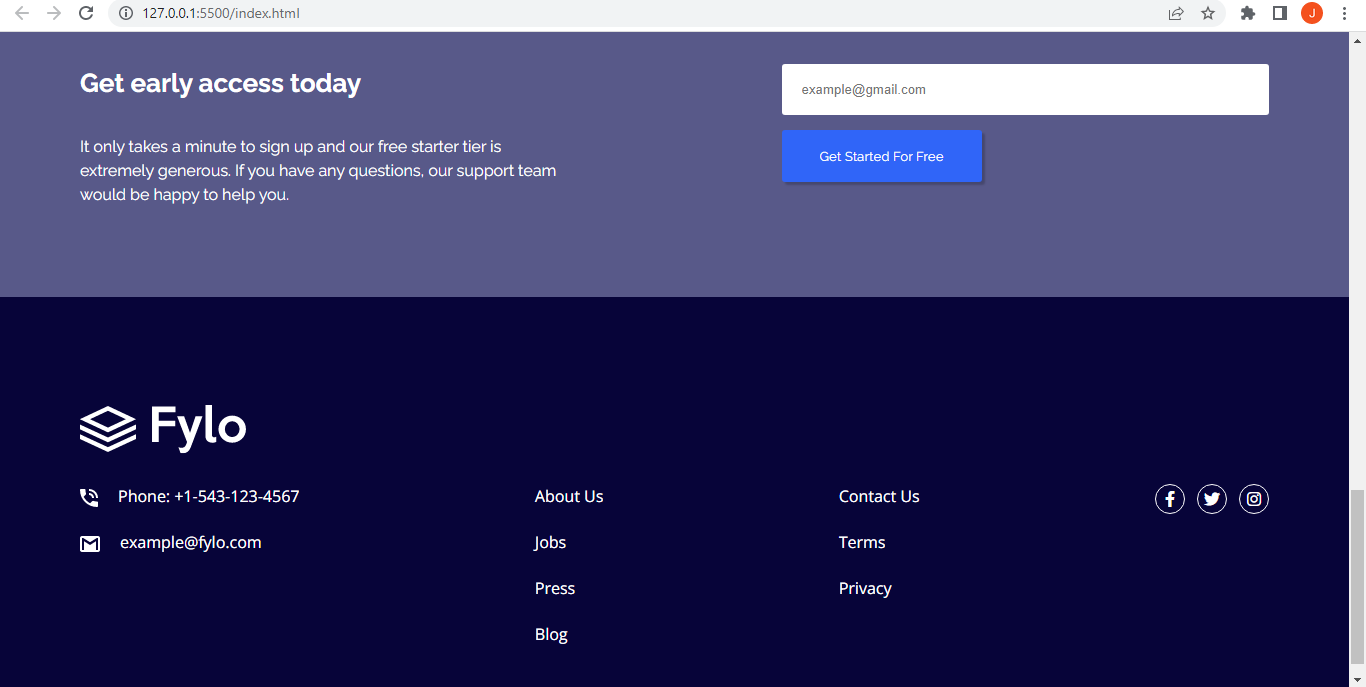 127.0.0.1:5500/index.html
J
Get early access today
example@gmail.com
It only takes a minute to sign up and our free starter tier is
extremely generous. If you have any questions, our support team
would be happy to help you.
Get Started For Free
Fylo
Phone: +1-543-123-4567
example@fylo.com
About Us
Jobs
Press
Blog
Contact Us
Terms
Privacy